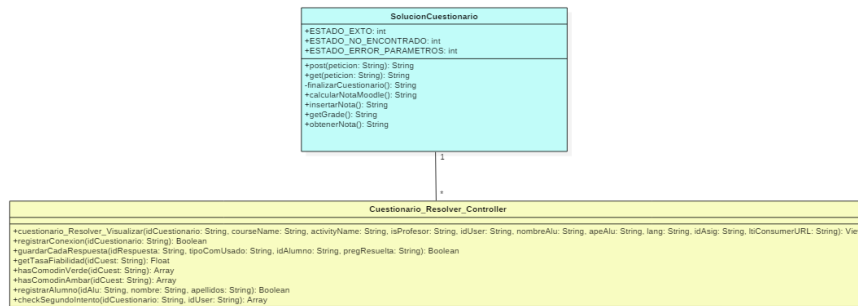 SolucionCuestionario
+ESTADO_EXTO: int
+ESTADO_NO_ENCONTRADO: int
+ESTADO_ERROR_PARAMETROS: int
+post(peticion: String): String
+get(peticion: String): String
-finalizarCuestionario(): String
+calcularNotaMoodle(): String
+insertarNota(): String
+getGrade(): String
+obtenerNota(): String
1
*
Cuestionario_Resolver_Controller
+cuestionario_Resolver_Visualizar(idCuestionario: String, courseName: String, activityName: String, isProfesor: String, idUser: String, nombreAlu: String, apeAlu: String, lang: String, idAsig: String, ltiConsumerURL: String): Vie
+registrarConexion(idCuestionario: String): Boolean
+guardarCadaRespuesta(idRespuesta: String, tipoComUsado: String, idAlumno: String, pregResuelta: String): Boolean
+getTasaFiabilidad(idCuest: String): Float
+hasComodinVerde(idCuest: String): Array
+hasComodinAmbar(idCuest: String): Array
+registrarAlumno(idAlu: String, nombre: String, apellidos: String): Boolean
+checkSegundoIntento(idCuestionario: String, idUser: String): Array